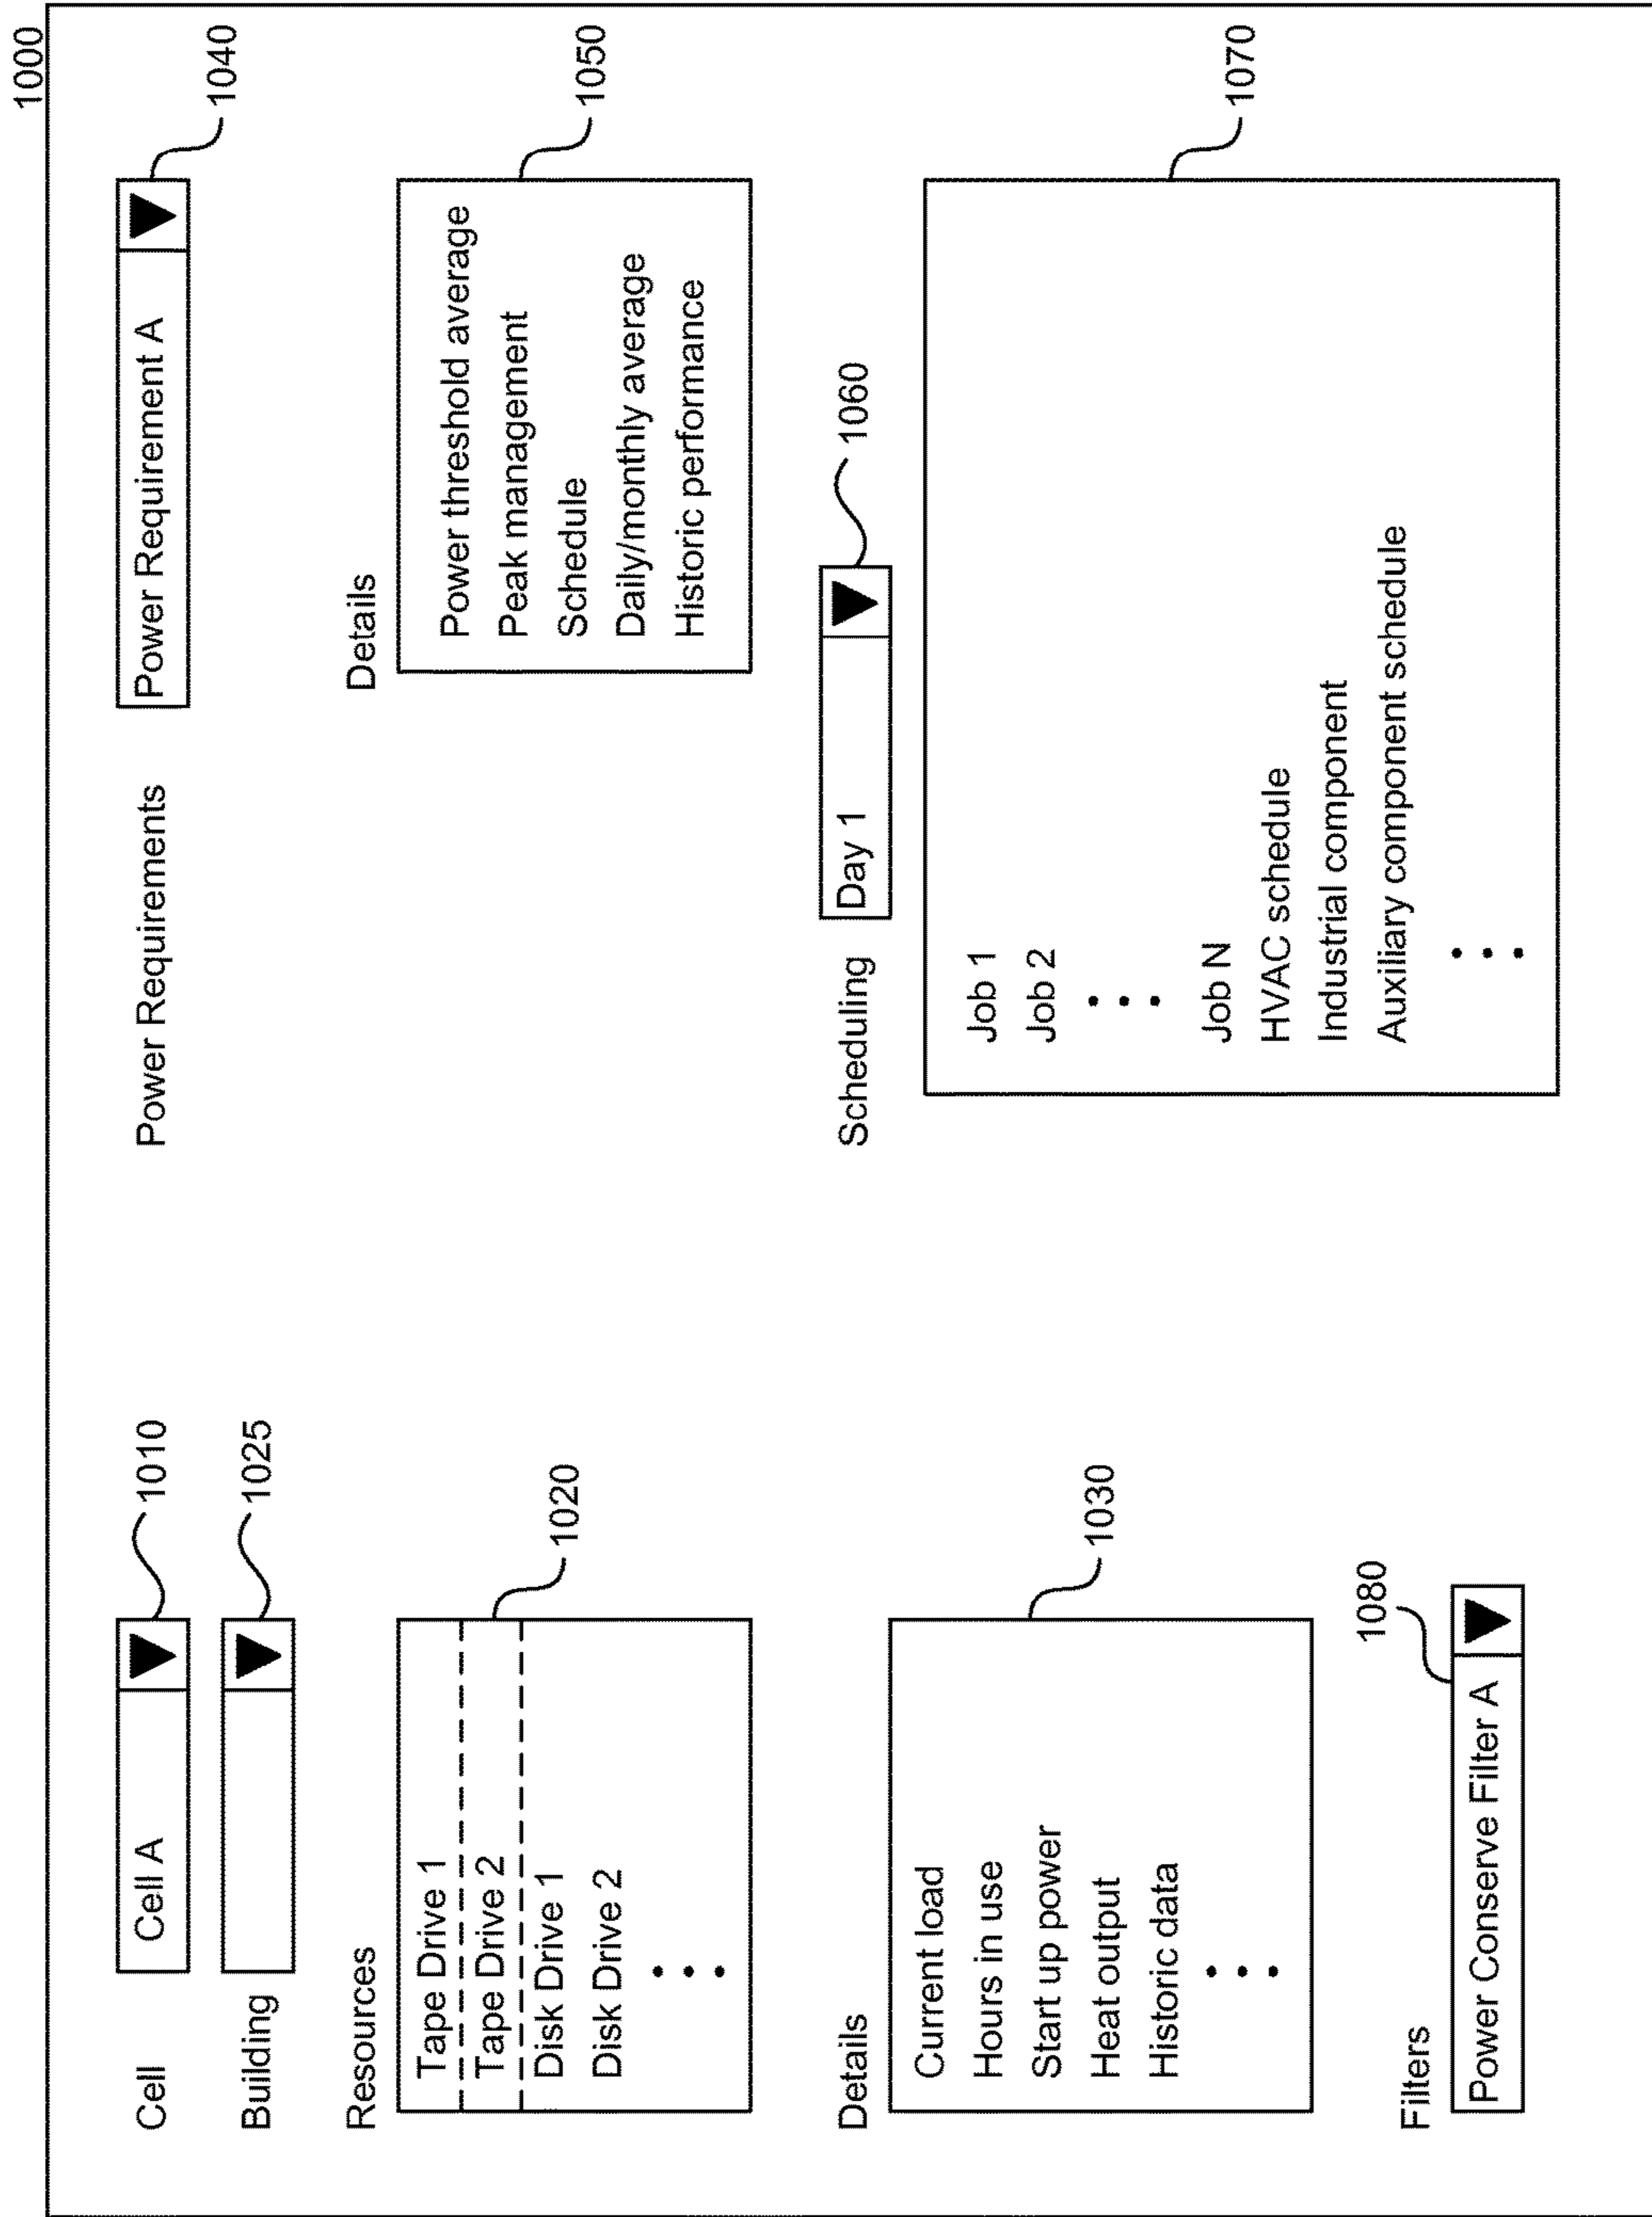 1000
Cell
Cell A
1010
Building
1025
Resources
Tape Drive 1
Tape Drive 2
Disk Drive 1
Disk Drive 2
1020
Details
Current load
Hours in use
Start up power
Heat output
Historic data
1030
Filters
Power Conserve Filter A
1080
Power Requirements
Power Requirement A
1040
Details
Power threshold average
Peak management
Schedule
Daily/monthly average
Historic performance
1050
Scheduling
Day 1
1060
Job 1
Job 2
Job N
HVAC schedule
Industrial component
Auxiliary component schedule
1070